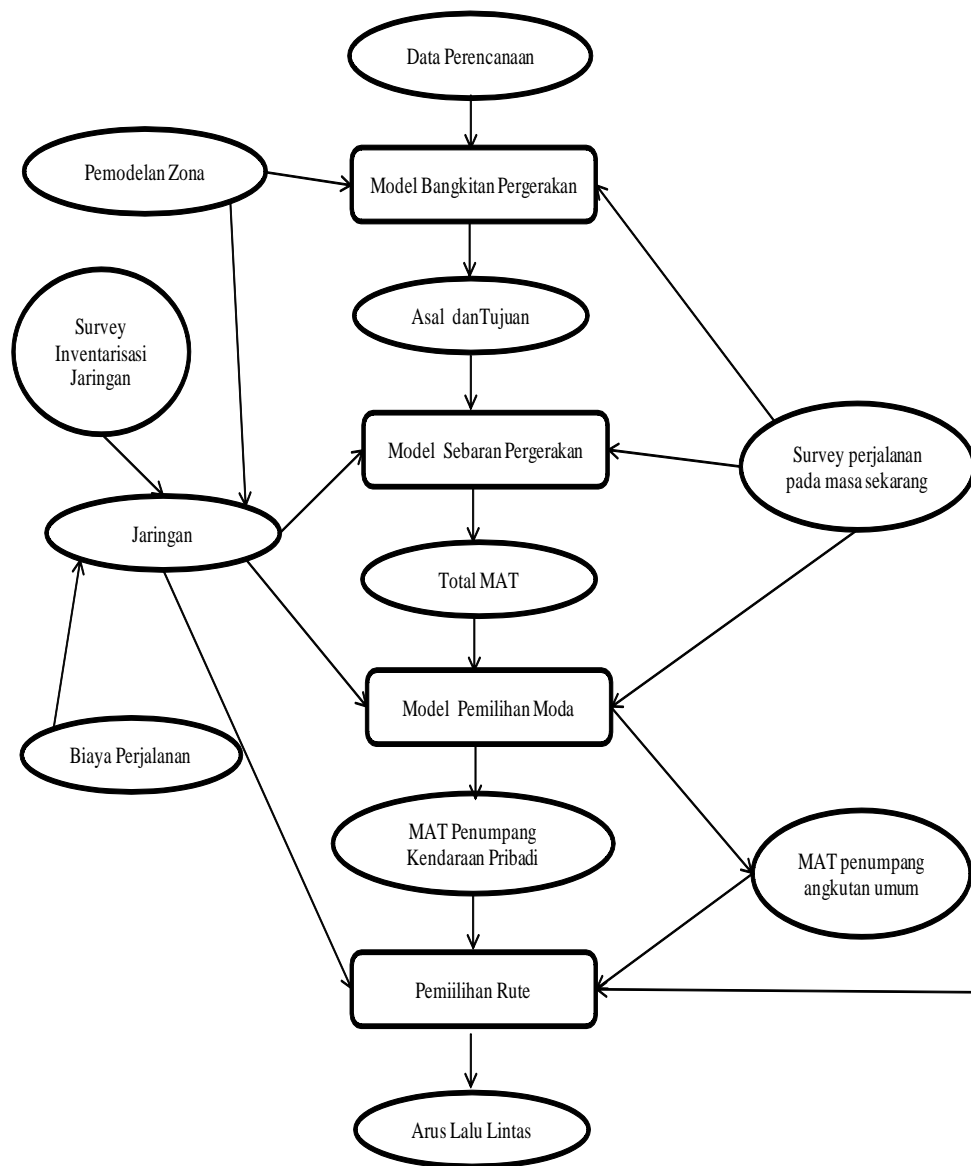 Data Perencanaan
Pemodelan Zona
Model Bangkitan Pergerakan
Survey
Inventarisasi
Jaringan
Asal danTujuan
Model Sebaran Pergerakan
Survey perjalanan
pada masa sekarang
Jaringan
Total MAT
Model Pemilihan Moda
Biaya Perjalanan
MAT Penumpang
Kendaraan Pribadi
MAT penumpang
angkutan umum
Pemiilihan Rute
Arus Lalu Lintas